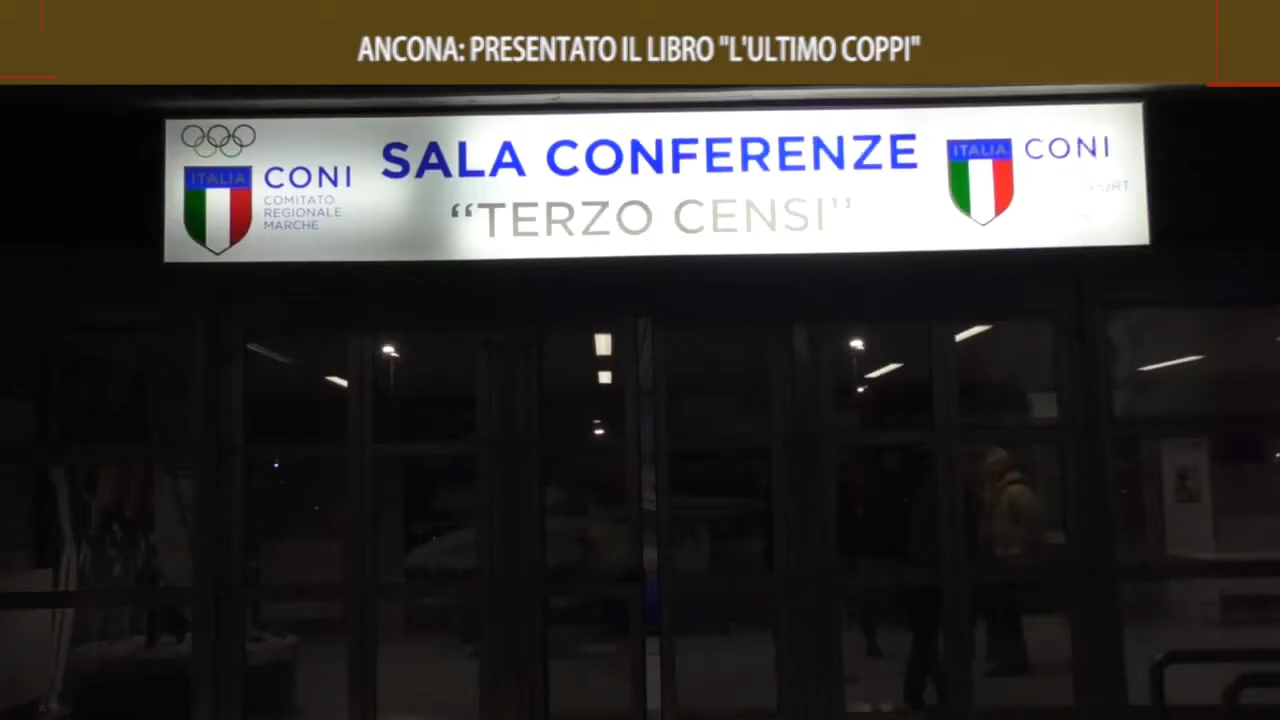 ANCONA: PRESENTATO IL LIBRO "L'ULTIMO COPPI"
SALA CONFERENZE
“TERZO CENSI”
ITALIA
CONI
COMITATO
REGIONALE
MARCHE
ITALIA
CONI